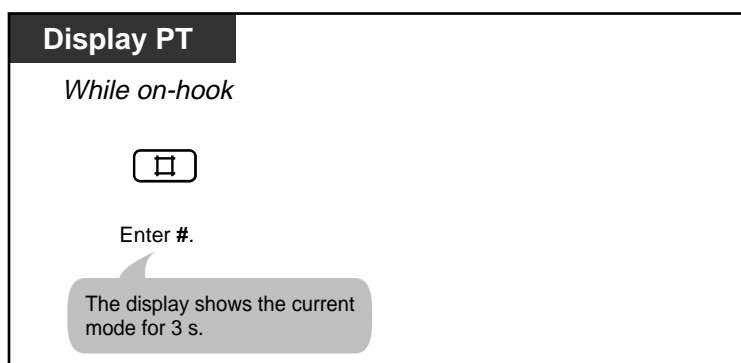 Display PT
While on-hook
#
Enter #.
The display shows the current
mode for 3 s.